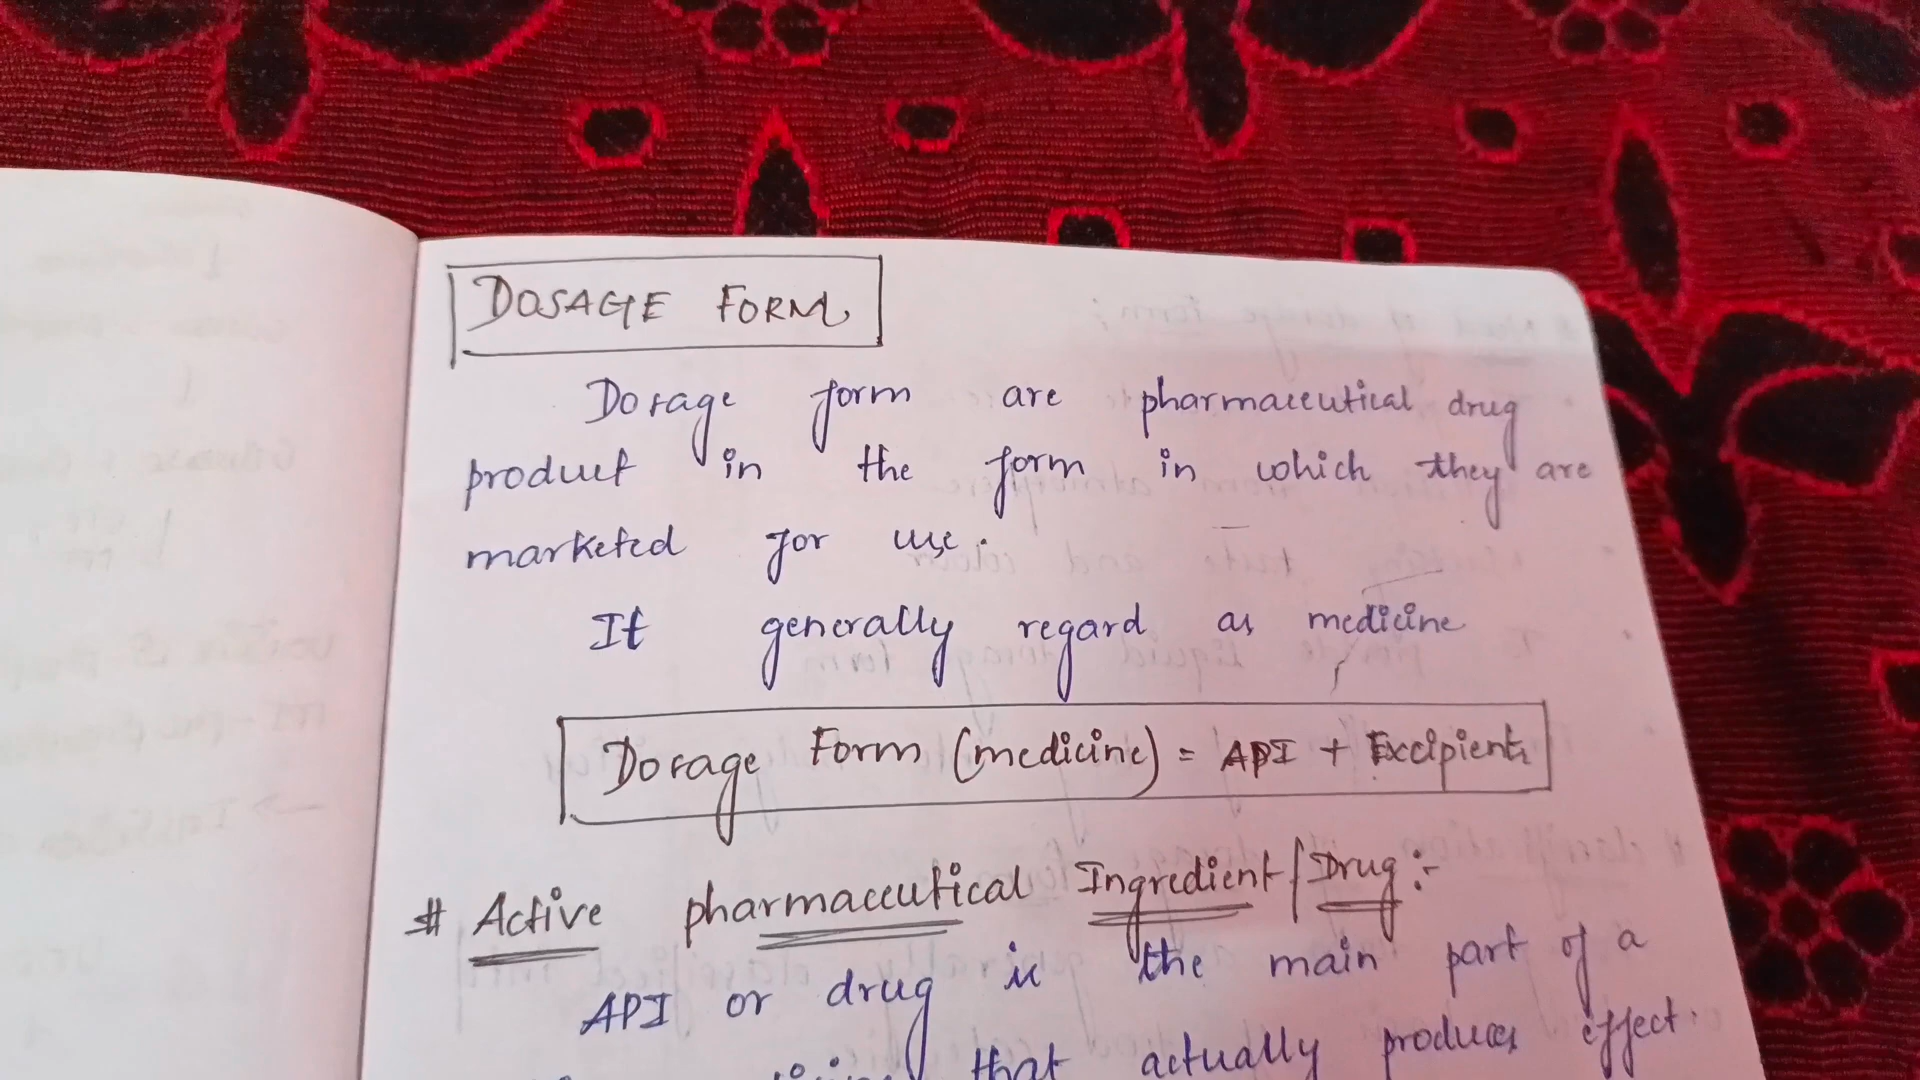 DOSAGE FORM
Dosage form are pharmaceutical drug
product in the form in which they are
marketed for use.
It generally regard as medicine
Dosage Form (medicine) = API + Excipients
# Active pharmaceutical Ingredient/Drug :-
API or drug is the main part of a
that actually produces effect.